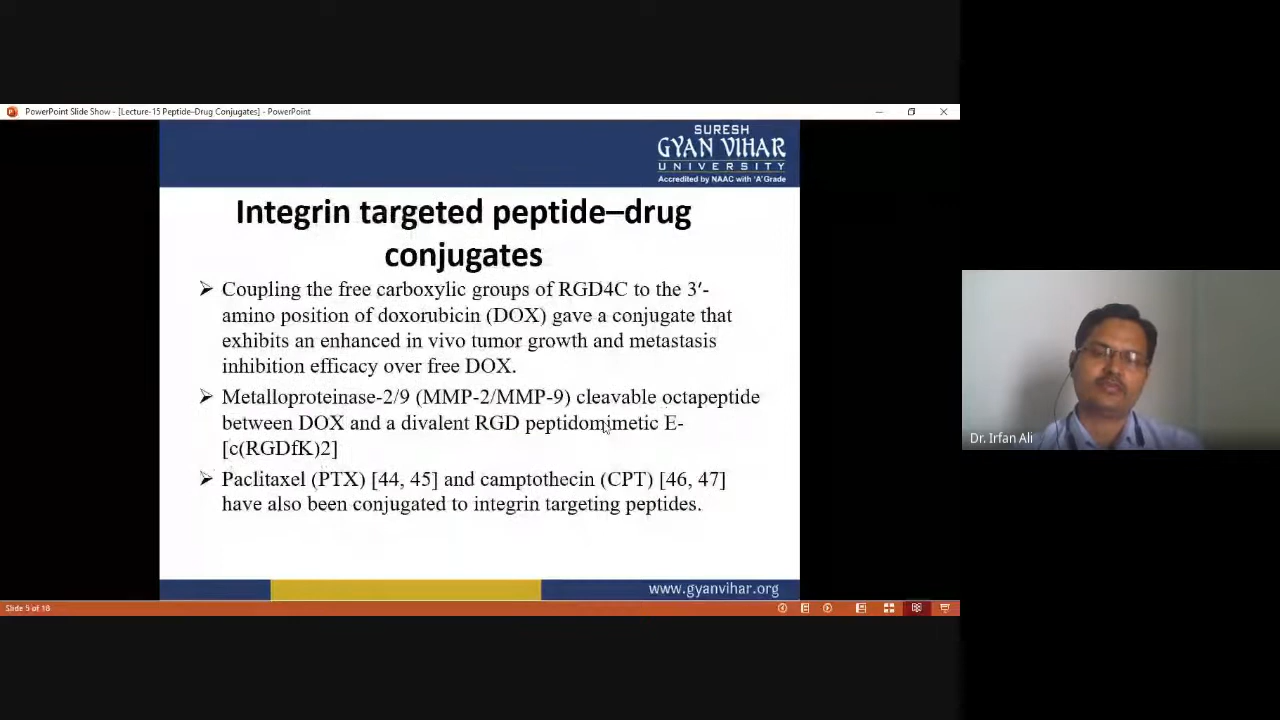 PowerPoint Slide Show - [Lecture-15 Peptide–Drug Conjugates] - PowerPoint
SURESH
GYAN VIHAR
UNIVERSITY
Accredited by NAAC with 'A' Grade
Integrin targeted peptide–drug
conjugates
➢ Coupling the free carboxylic groups of RGD4C to the 3′-
amino position of doxorubicin (DOX) gave a conjugate that
exhibits an enhanced in vivo tumor growth and metastasis
inhibition efficacy over free DOX.
➢ Metalloproteinase-2/9 (MMP-2/MMP-9) cleavable octapeptide
between DOX and a divalent RGD peptidomimetic E-
[c(RGDfK)2]
➢ Paclitaxel (PTX) [44, 45] and camptothecin (CPT) [46, 47]
have also been conjugated to integrin targeting peptides.
www.gyanvihar.org
Slide 5 of 18
Dr. Irfan Ali